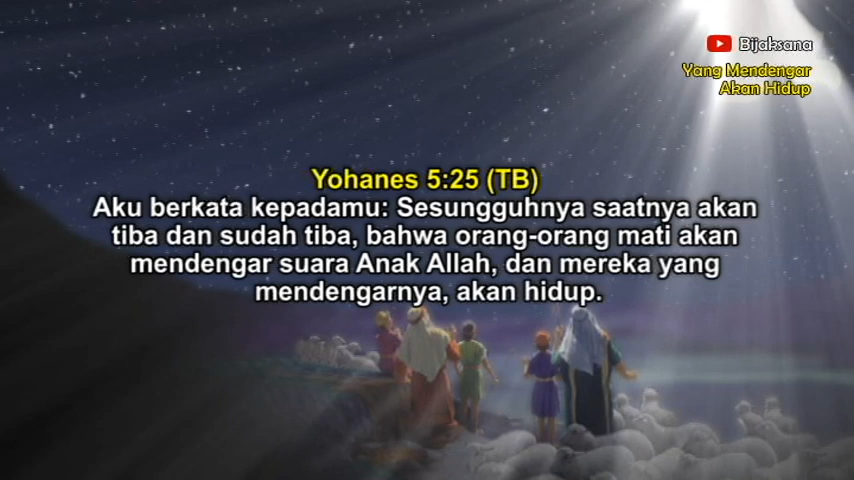 Bijaksana
Yang Mendengar
Akan Hidup
Yohanes 5:25 (TB)
Aku berkata kepadamu: Sesungguhnya saatnya akan
tiba dan sudah tiba, bahwa orang-orang mati akan
mendengar suara Anak Allah, dan mereka yang
mendengarnya, akan hidup.